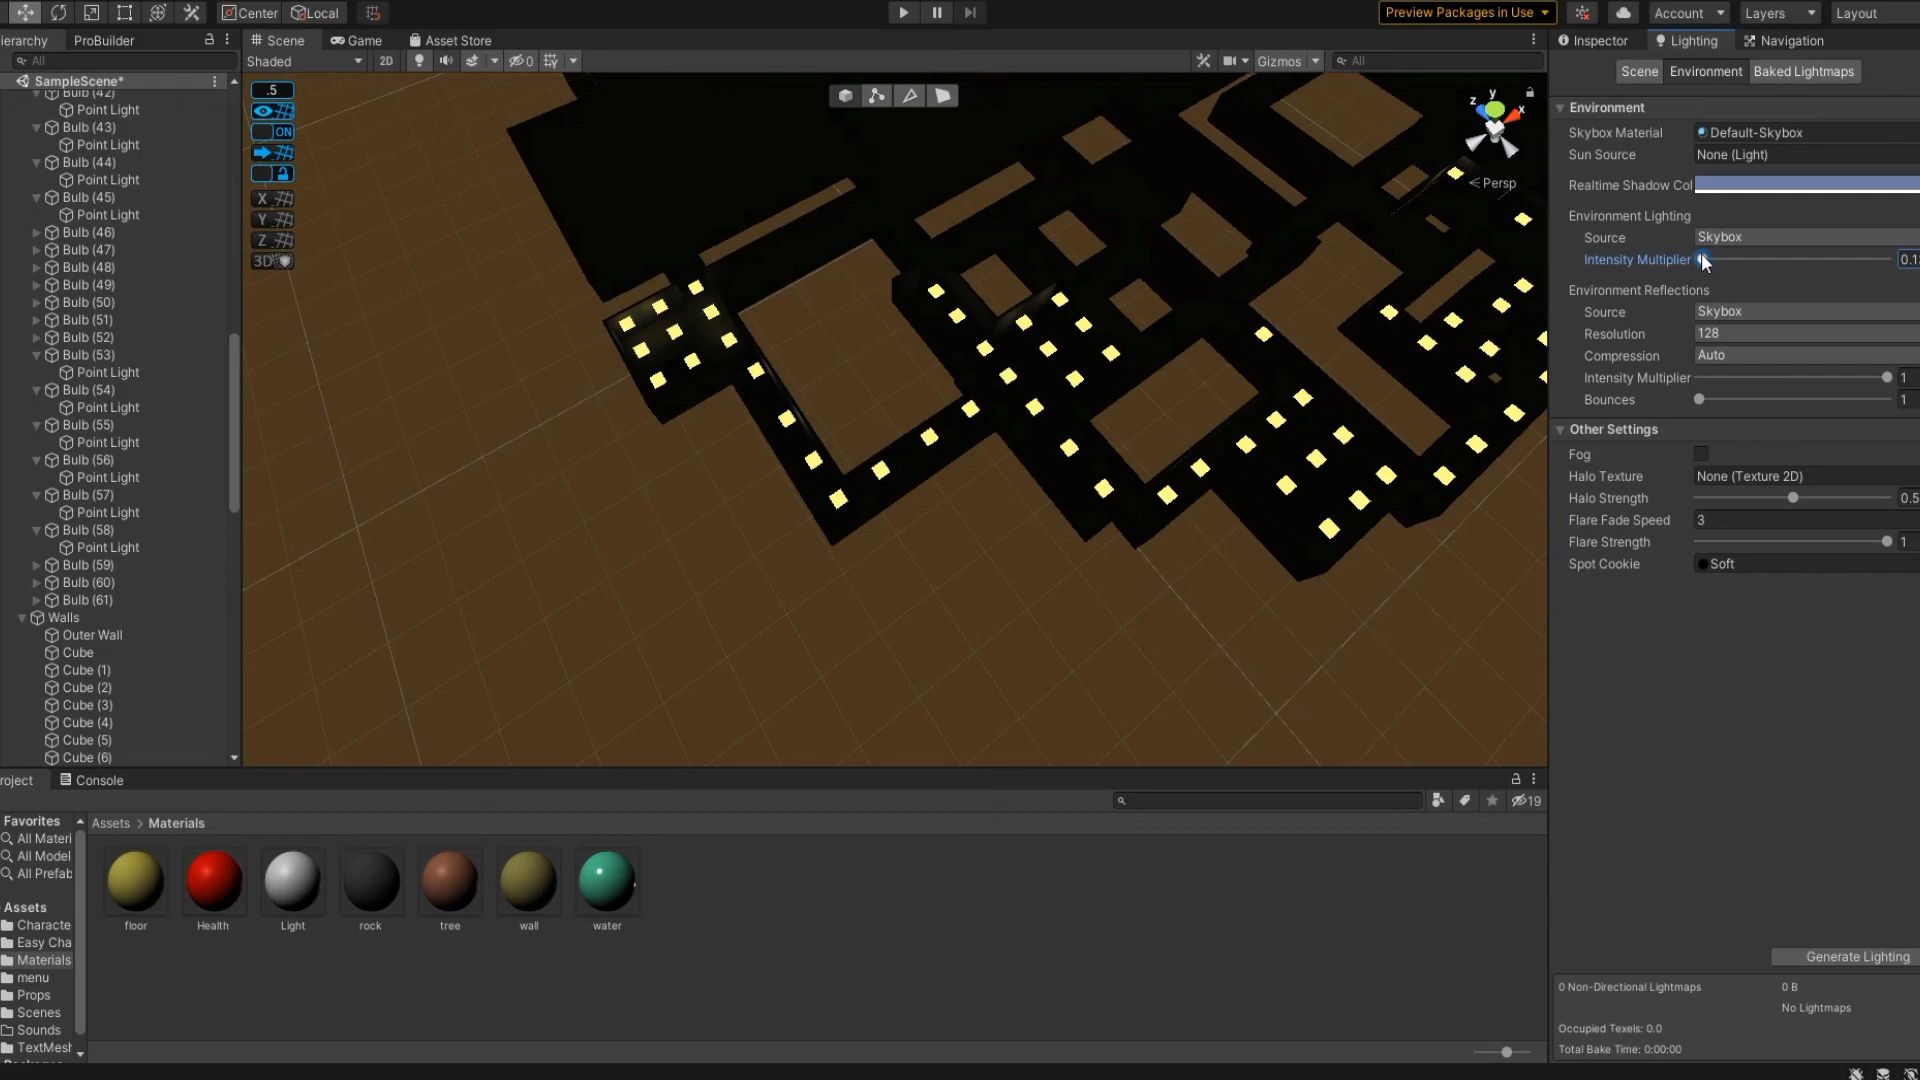 Center
Local
Preview Packages in Use
Account
Layers
Layout
ierarchy
ProBuilder
Scene
Game
Asset Store
Inspector
Lighting
Navigation
All
Shaded
2D
0
Gizmos
All
Scene
Environment
Baked Lightmaps
SampleScene*
Bulb (42)
Point Light
Bulb (43)
Point Light
Bulb (44)
Point Light
Bulb (45)
Point Light
Bulb (46)
Bulb (47)
Bulb (48)
Bulb (49)
Bulb (50)
Bulb (51)
Bulb (52)
Bulb (53)
Point Light
Bulb (54)
Point Light
Bulb (55)
Point Light
Bulb (56)
Point Light
Bulb (57)
Point Light
Bulb (58)
Point Light
Bulb (59)
Bulb (60)
Bulb (61)
Walls
Outer Wall
Cube
Cube (1)
Cube (2)
Cube (3)
Cube (4)
Cube (5)
Cube (6)
.5
ON
X
Y
Z
3D
y
z
x
Persp
Environment
Skybox Material
Default-Skybox
Sun Source
None (Light)
Realtime Shadow Col
Environment Lighting
Source
Skybox
Intensity Multiplier
0.1
Environment Reflections
Source
Skybox
Resolution
128
Compression
Auto
Intensity Multiplier
1
Bounces
1
Other Settings
Fog
Halo Texture
None (Texture 2D)
Halo Strength
0.5
Flare Fade Speed
3
Flare Strength
1
Spot Cookie
Soft
Generate Lighting
0 Non-Directional Lightmaps
0 B
No Lightmaps
Occupied Texels: 0.0
Total Bake Time: 0:00:00
roject
Console
19
Favorites
All Materi
All Model
All Prefab
Assets
Characte
Easy Cha
Materials
menu
Props
Scenes
Sounds
TextMesh
Assets > Materials
floor
Health
Light
rock
tree
wall
water